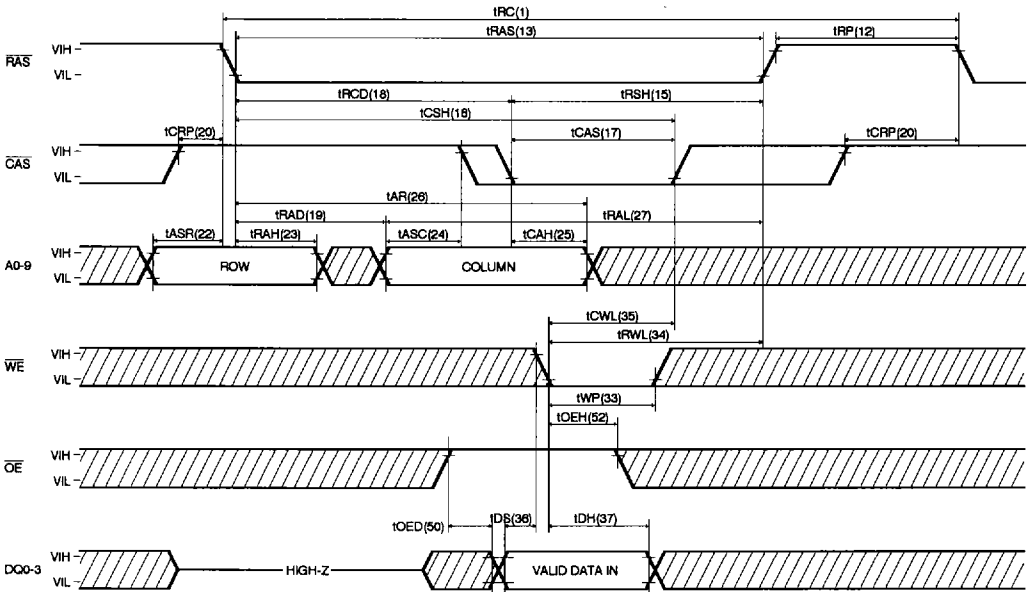 tRC(1)
tRAS(13)
tRP(12)
RAS
VIH
VIL
tRCD(18)
tRSH(15)
tCSH(16)
tCRP(20)
tCAS(17)
tCRP(20)
CAS
VIH
VIL
tAR(26)
tRAD(19)
tRAL(27)
tASR(22)
tRAH(23)
tASC(24)
tCAH(25)
A0-9
VIH
VIL
ROW
COLUMN
tCWL(35)
tRWL(34)
WE
VIH
VIL
tWP(33)
tOEH(52)
OE
VIH
VIL
tOED(50)
tDS(36)
tDH(37)
DQ0-3
VIH
VIL
HIGH-Z
VALID DATA IN